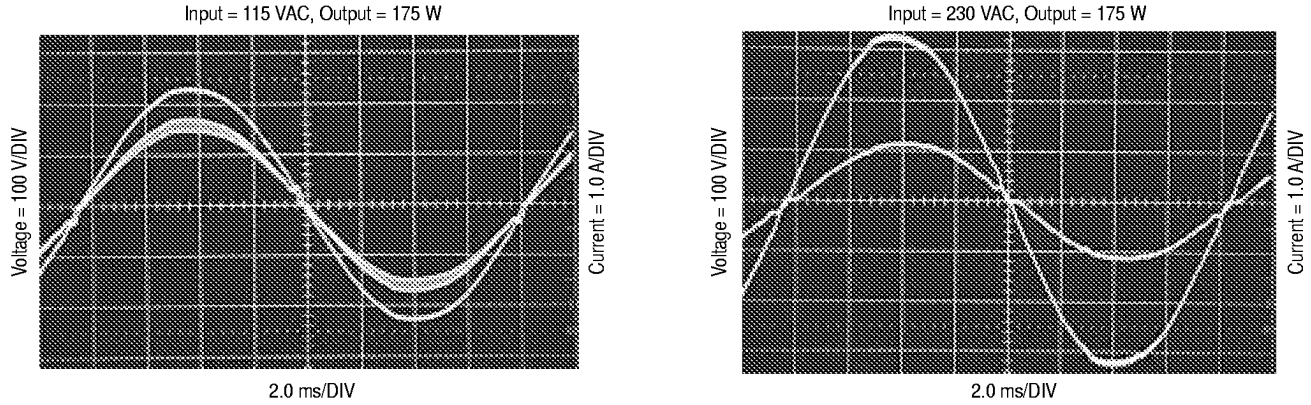 Input = 115 VAC, Output = 175 W
Voltage = 100 V/DIV
Current = 1.0 A/DIV
2.0 ms/DIV
Input = 230 VAC, Output = 175 W
Voltage = 100 V/DIV
Current = 1.0 A/DIV
2.0 ms/DIV